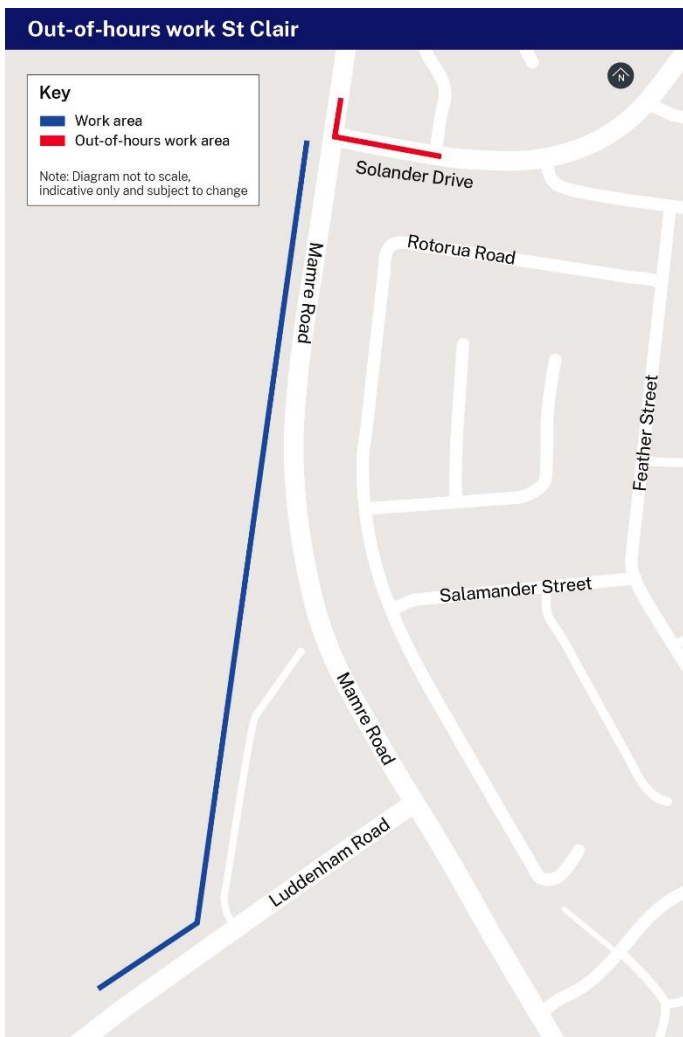 Out-of-hours work St Clair
N
Key
Work area
Out-of-hours work area
Note: Diagram not to scale,
indicative only and subject to change
Solander Drive
Rotorua Road
Mamre Road
Feather Street
Salamander Street
Mamre Road
Luddenham Road